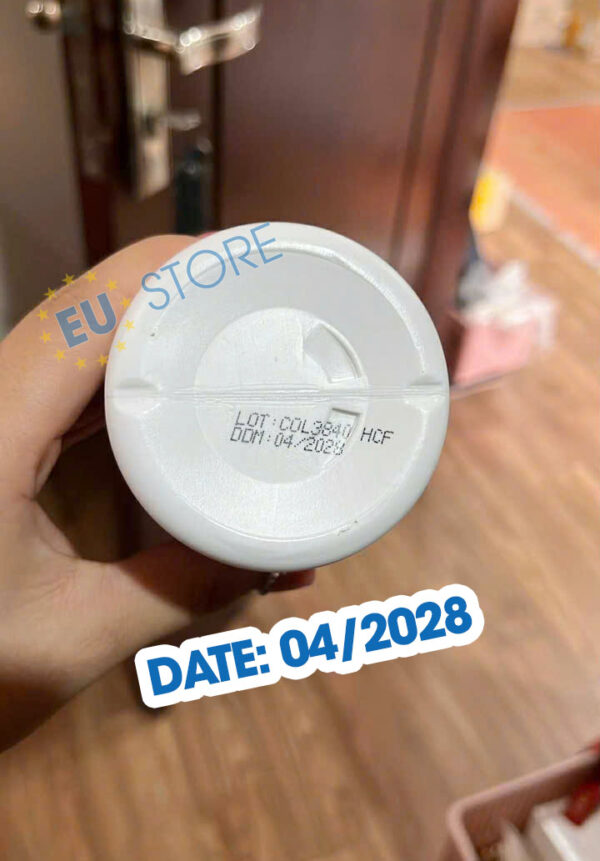 EU STORE
LOT:COL3840 HCF
DDM:04/2028
DATE: 04/2028